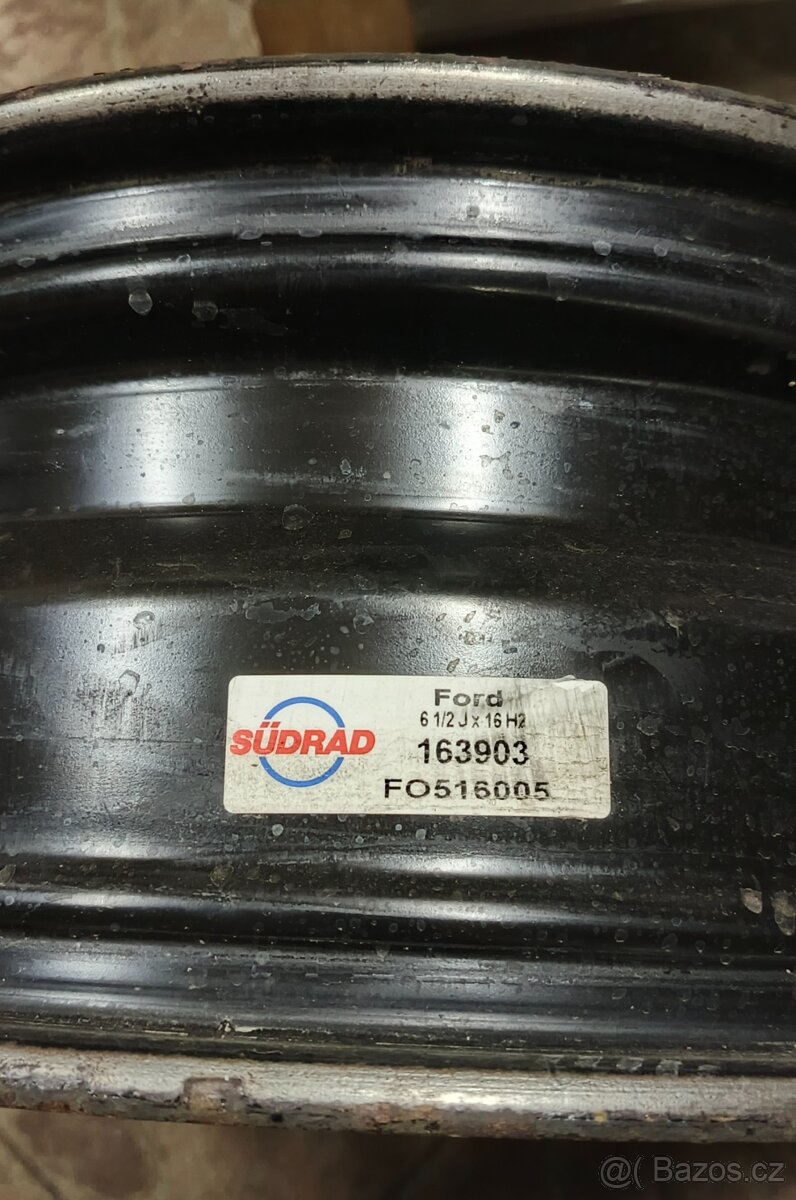 Ford
6 1/2 J x 16 H2
SÜDRAD
163903
FO516005
@( Bazos.cz